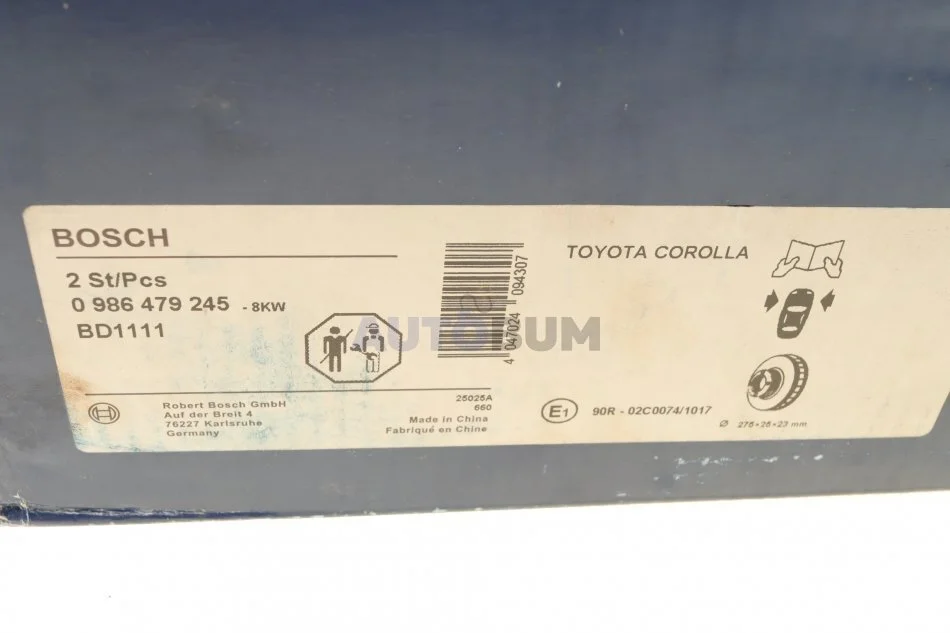 BOSCH
2 St/Pcs
0 986 479 245 - 8KW
BD1111
Robert Bosch GmbH
Auf der Breit 4
76227 Karlsruhe
Germany
25025A
660
Made in China
Fabriqué en Chine
4 047024 094307
AUTOBUM
TOYOTA COROLLA
E1 90R - 02C0074/1017
Ø 275×25×23 mm